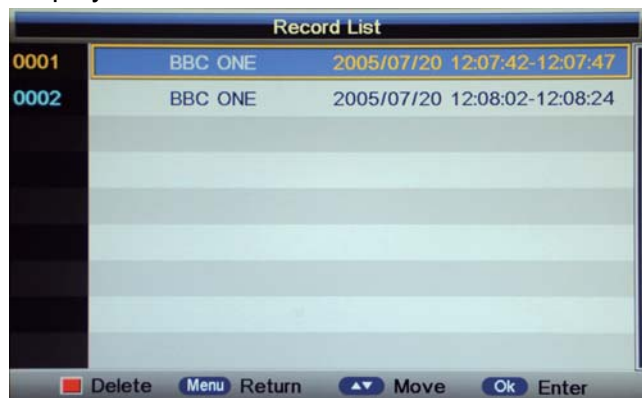 Record List
0001 BBC ONE 2005/07/20 12:07:42-12:07:47
0002 BBC ONE 2005/07/20 12:08:02-12:08:24
Delete Menu Return Move Ok Enter